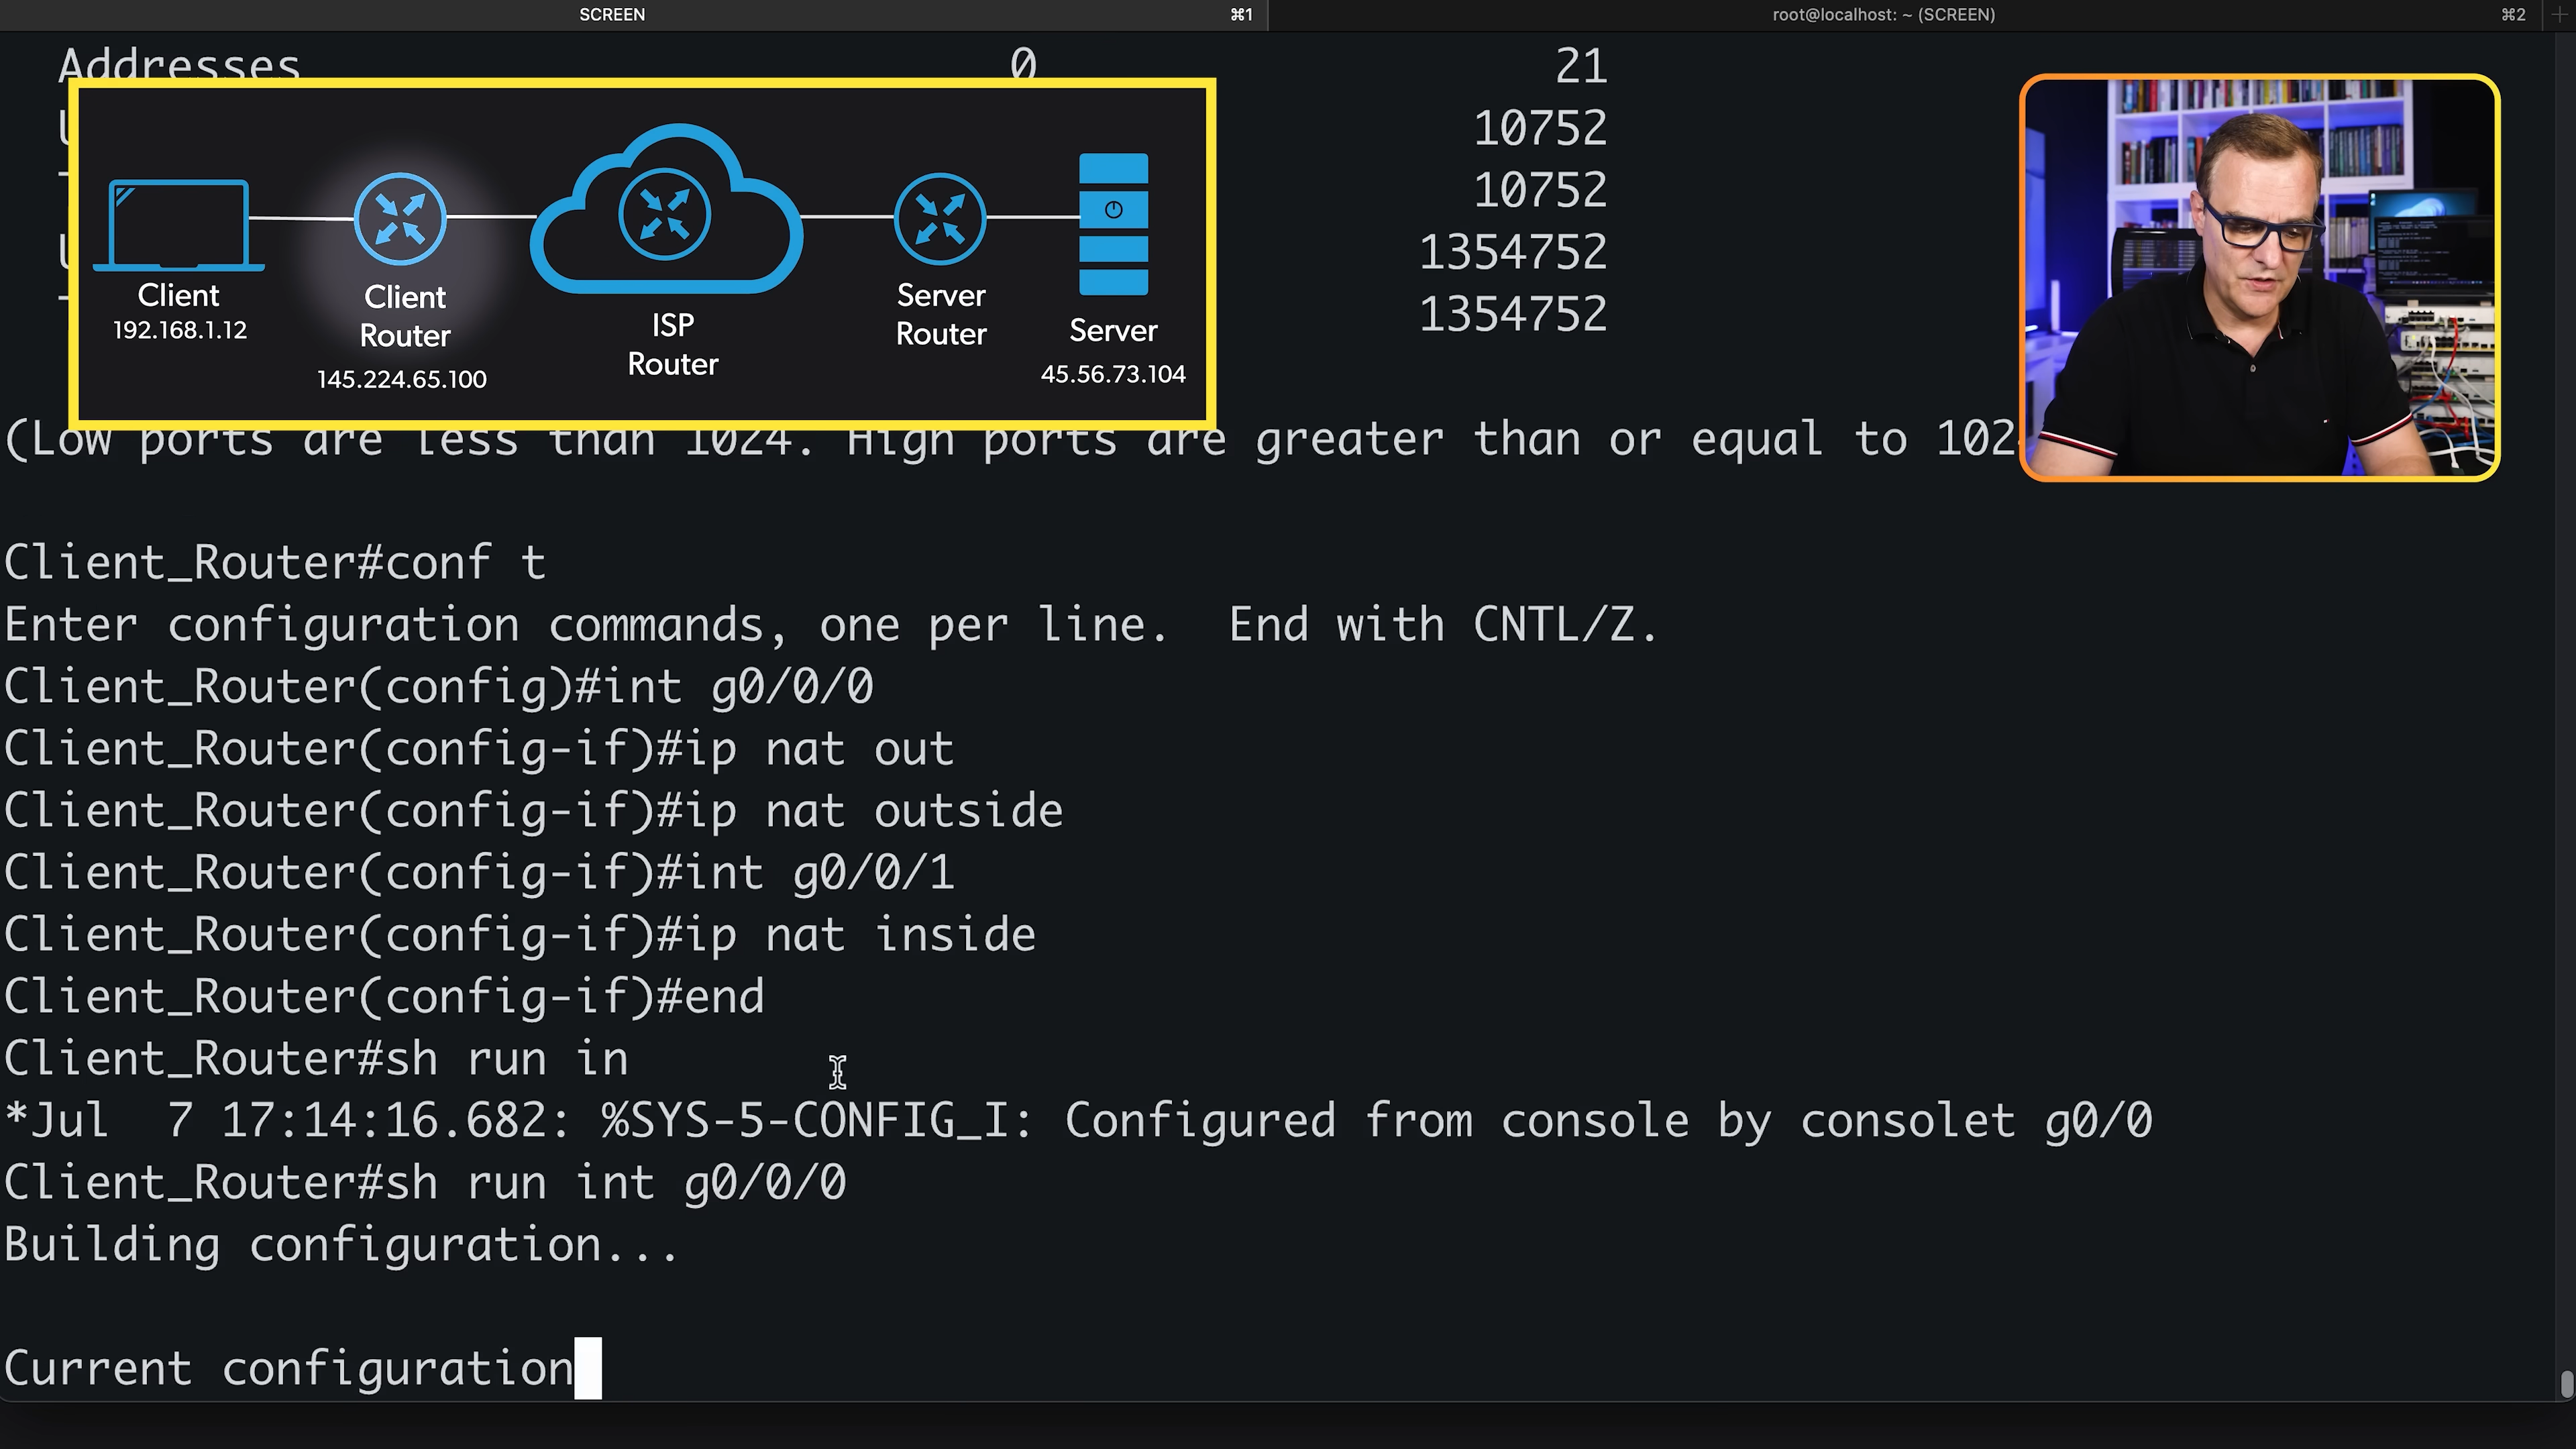 SCREEN
⌘1
root@localhost: ~ (SCREEN)
⌘2
Addresses 0 21
10752
10752
1354752
1354752
Client
192.168.1.12
Client
Router
145.224.65.100
ISP
Router
Server
Router
Server
45.56.73.104
(Low ports are less than 1024. High ports are greater than or equal to
Client_Router#conf t
Enter configuration commands, one per line.  End with CNTL/Z.
Client_Router(config)#int g0/0/0
Client_Router(config-if)#ip nat out
Client_Router(config-if)#ip nat outside
Client_Router(config-if)#int g0/0/1
Client_Router(config-if)#ip nat inside
Client_Router(config-if)#end
Client_Router#sh run in
*Jul  7 17:14:16.682: %SYS-5-CONFIG_I: Configured from console by consolet g0/0
Client_Router#sh run int g0/0/0
Building configuration...
Current configuration